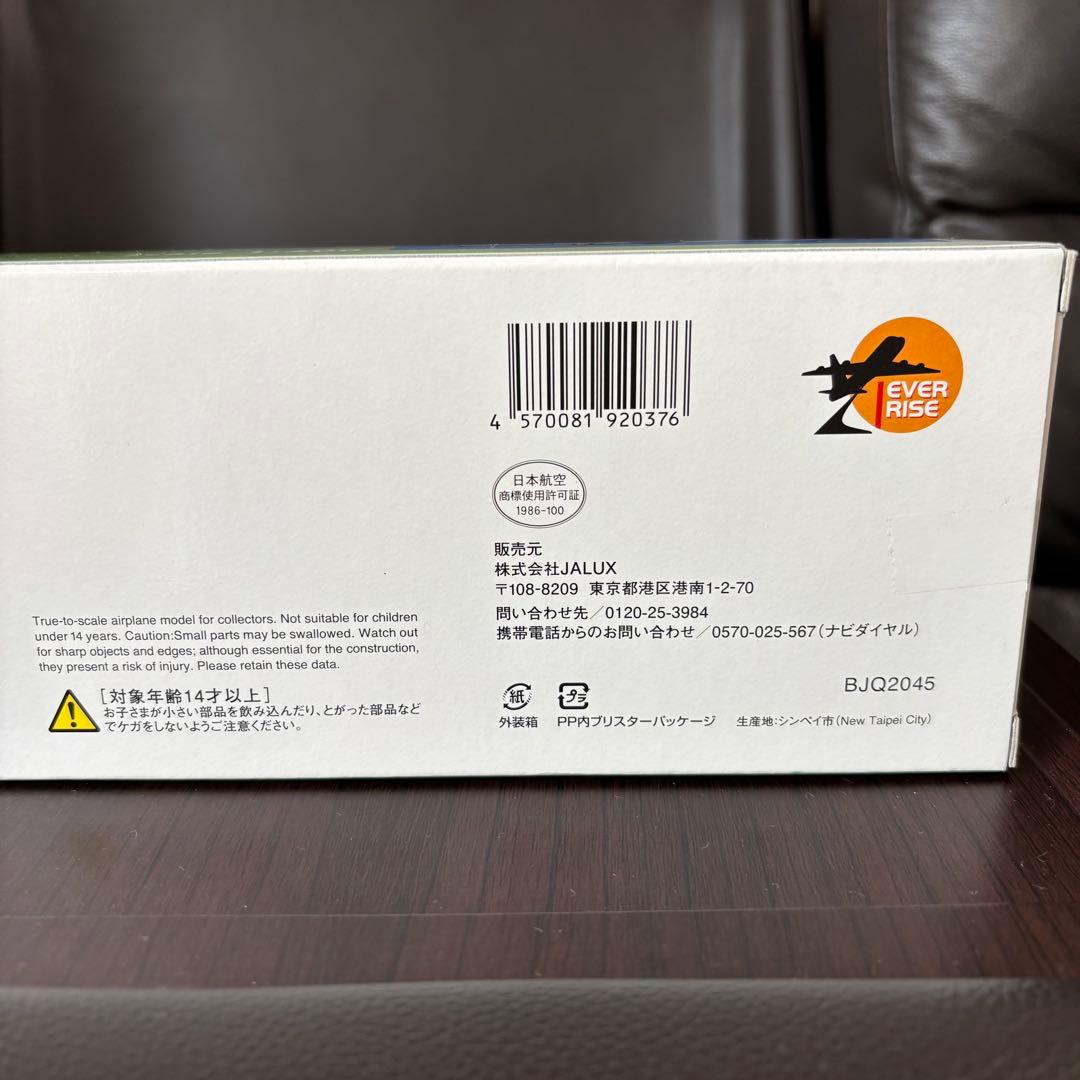 4 570081 920376
EVER
RISE
日本航空
商標使用許可証
1986-100
販売元
株式会社JALUX
〒108-8209 東京都港区港南1-2-70
問い合わせ先／0120-25-3984
携帯電話からのお問い合わせ／0570-025-567(ナビダイヤル)
True-to-scale airplane model for collectors. Not suitable for children
under 14 years. Caution:Small parts may be swallowed. Watch out
for sharp objects and edges; although essential for the construction,
they present a risk of injury. Please retain these data.
[対象年齢14才以上]
お子さまが小さい部品を飲み込んだり、とがった部品など
でケガをしないようご注意ください。
BJQ2045
紙 プラ
外装箱 PP内ブリスターパッケージ 生産地:シンペイ市(New Taipei City)